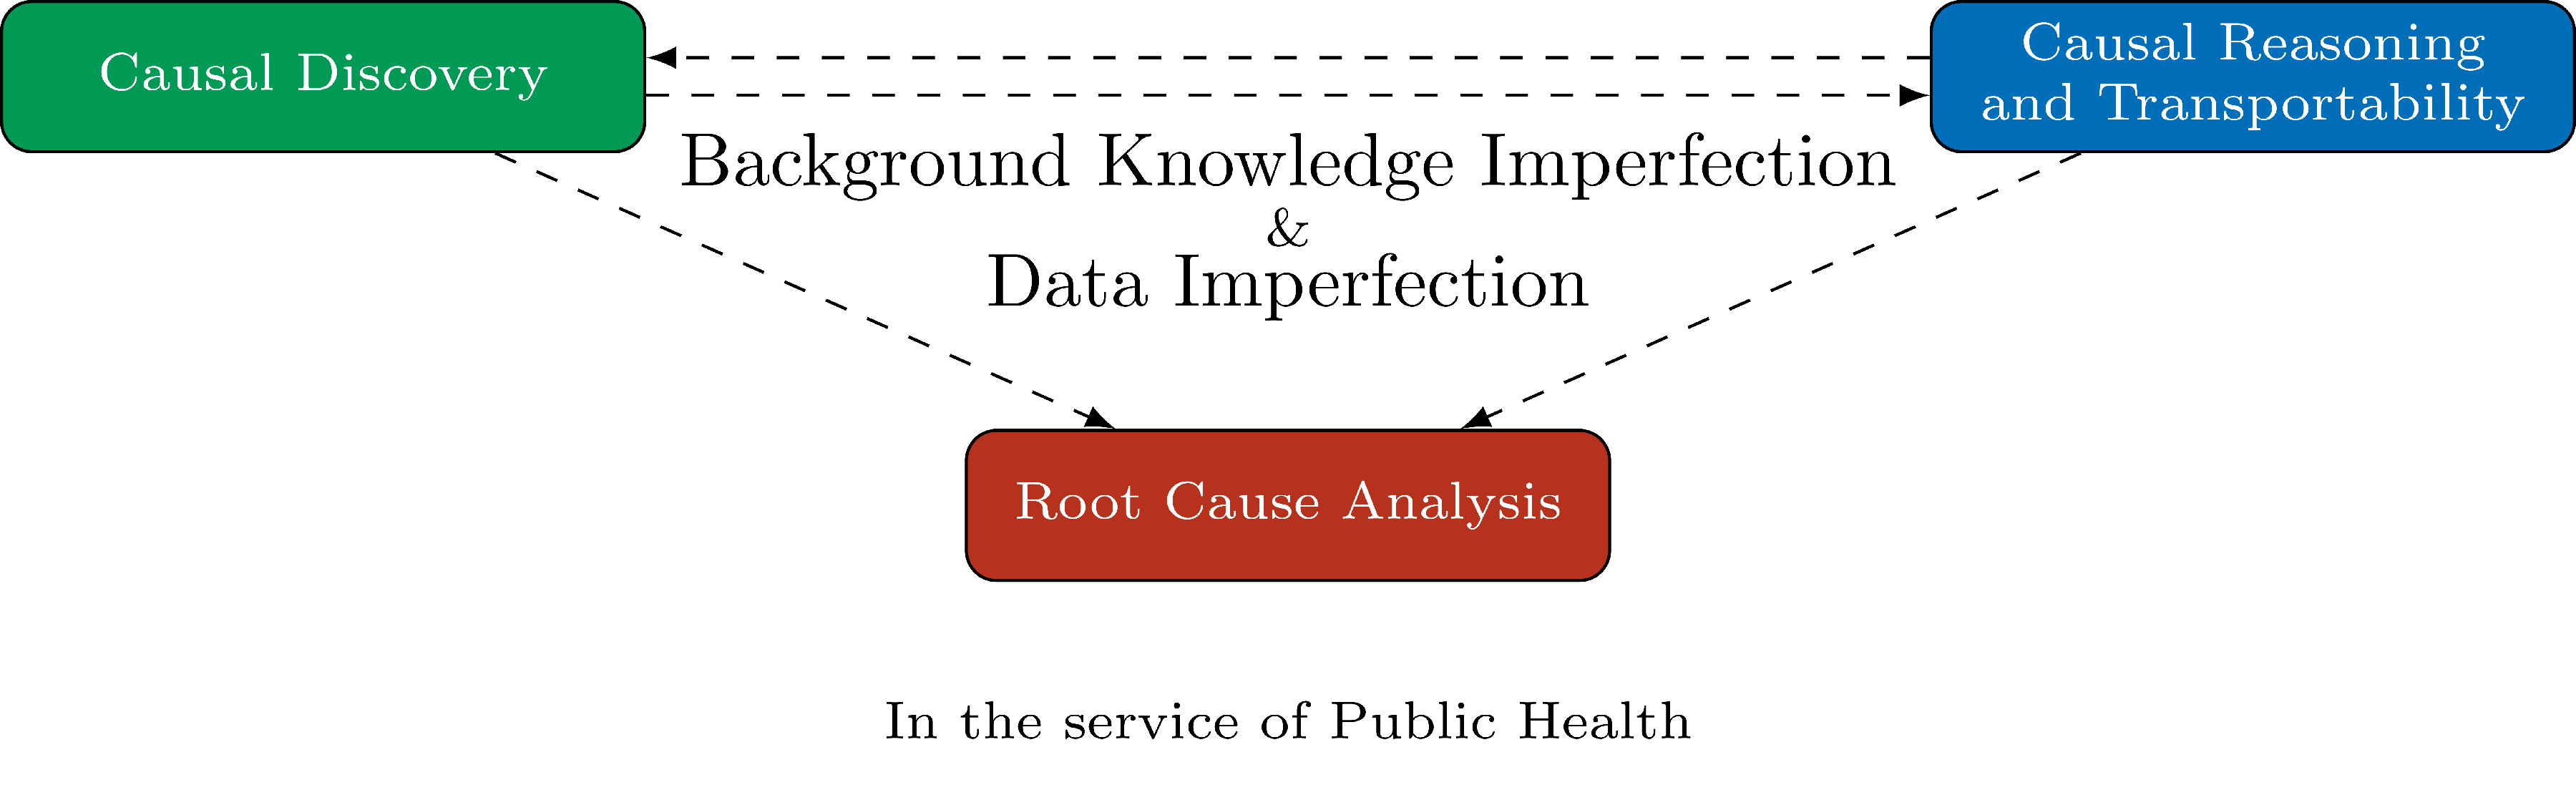 Causal Discovery
Causal Reasoning
and Transportability
Background Knowledge Imperfection
&
Data Imperfection
Root Cause Analysis
In the service of Public Health